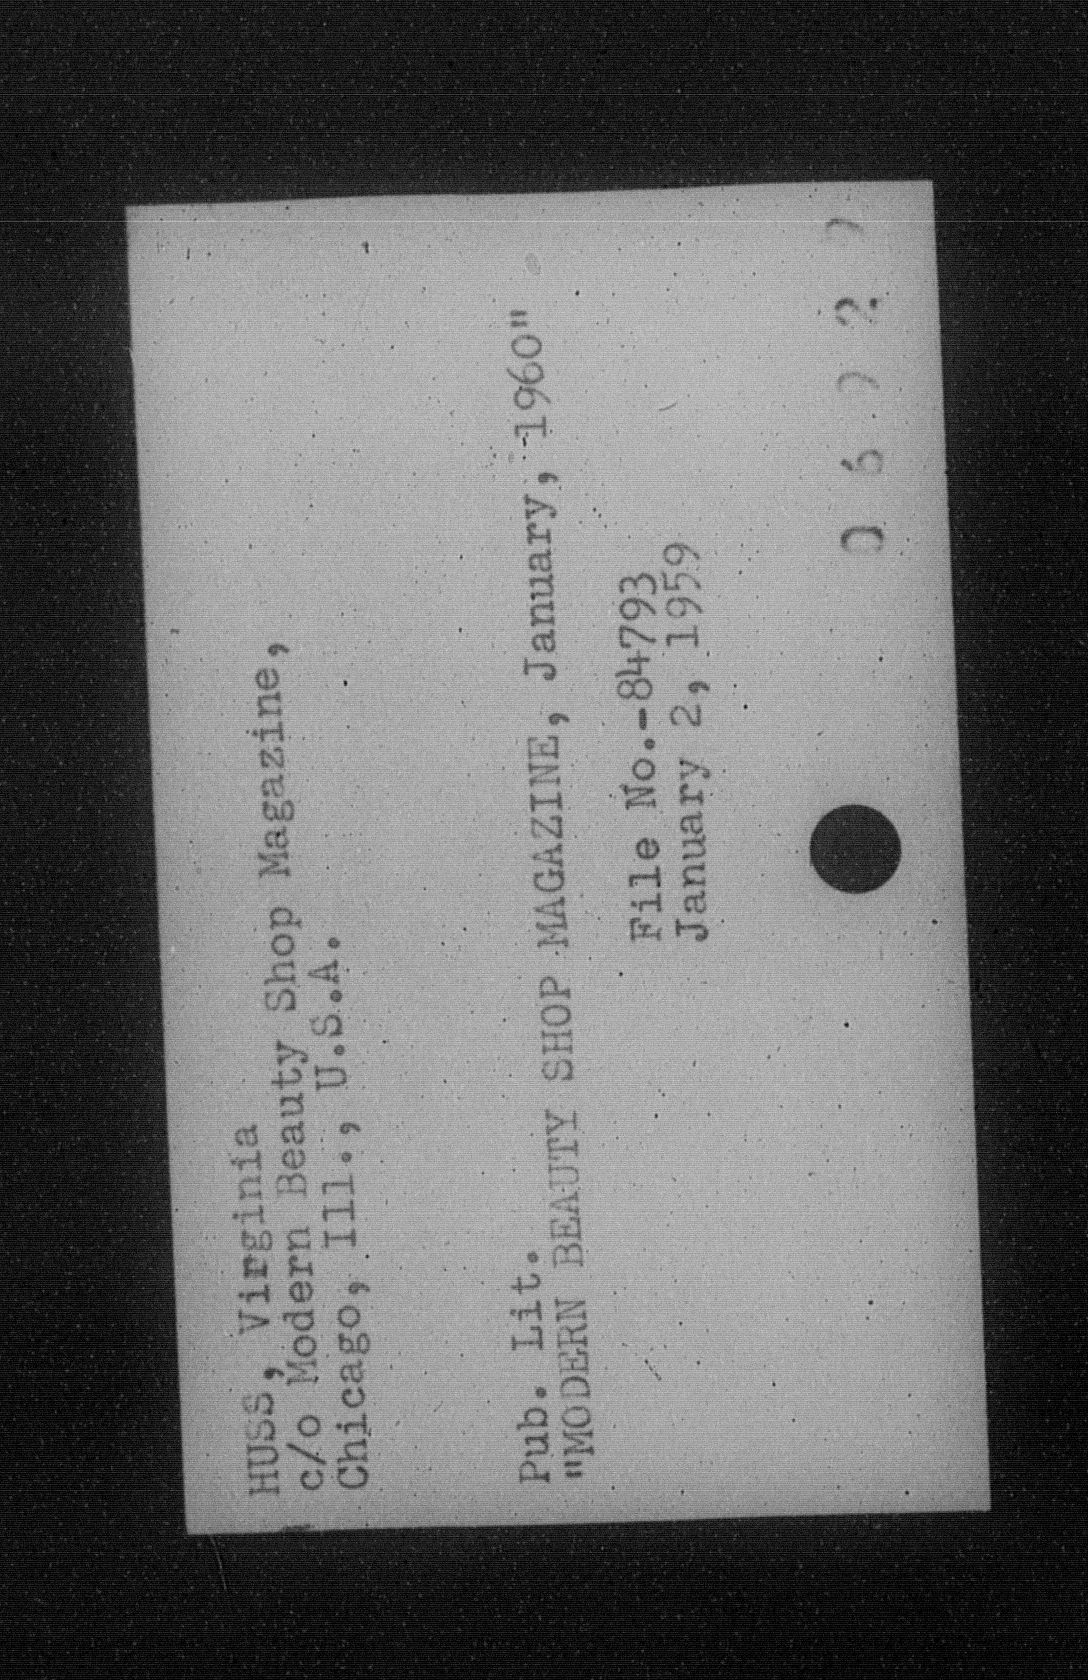 HUSS, Virginia
c/o Modern Beauty Shop Magazine,
Chicago, Ill., U.S.A.
Pub. Lit.
"MODERN BEAUTY SHOP MAGAZINE, January, 1960"
File No.-84793
January 2, 1959